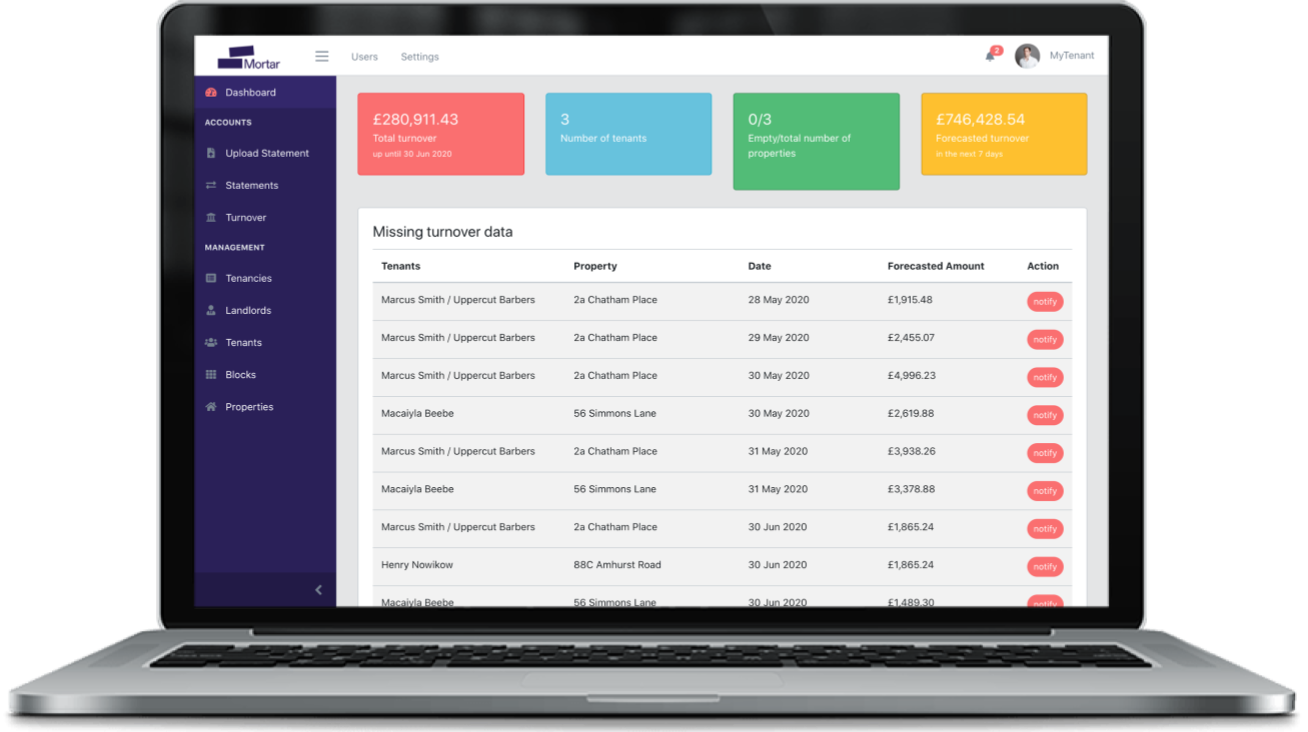 Mortar
Users Settings
2
MyTenant
Dashboard
ACCOUNTS
Upload Statement
Statements
Turnover
MANAGEMENT
Tenancies
Landlords
Tenants
Blocks
Properties
£280,911.43
Total turnover
up until 30 Jun 2020
3
Number of tenants
0/3
Empty/total number of
properties
£746,428.54
Forecasted turnover
in the next 7 days
Missing turnover data
Tenants Property Date Forecasted Amount Action
Marcus Smith / Uppercut Barbers 2a Chatham Place 28 May 2020 £1,915.48 notify
Marcus Smith / Uppercut Barbers 2a Chatham Place 29 May 2020 £2,455.07 notify
Marcus Smith / Uppercut Barbers 2a Chatham Place 30 May 2020 £4,996.23 notify
Macaiyla Beebe 56 Simmons Lane 30 May 2020 £2,619.88 notify
Marcus Smith / Uppercut Barbers 2a Chatham Place 31 May 2020 £3,938.26 notify
Macaiyla Beebe 56 Simmons Lane 31 May 2020 £3,378.88 notify
Marcus Smith / Uppercut Barbers 2a Chatham Place 30 Jun 2020 £1,865.24 notify
Henry Nowikow 88C Amhurst Road 30 Jun 2020 £1,865.24 notify
Macaiyla Beebe 56 Simmons Lane 30 Jun 2020 £1,489.30 notify